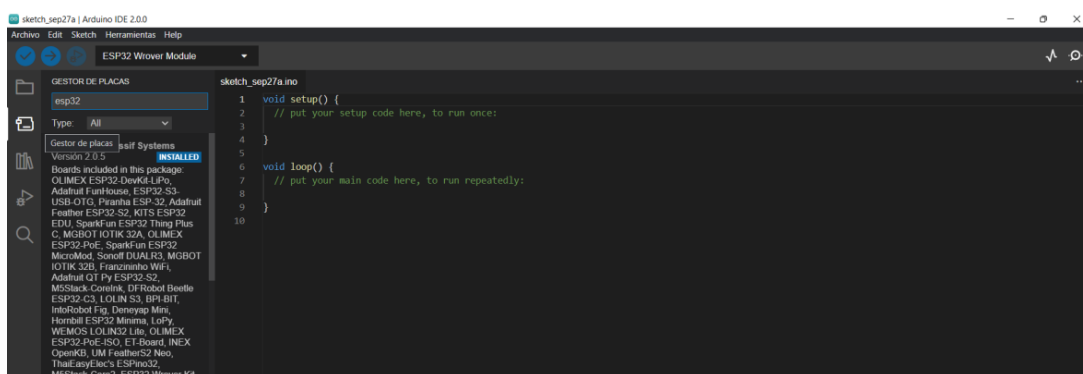 sketch_sep27a | Arduino IDE 2.0.0
Archivo Edit Sketch Herramientas Help
ESP32 Wrover Module
GESTOR DE PLACAS
esp32
Type: All
Gestor de placas
ssif Systems
Versión 2.0.5 INSTALLED
Boards included in this package:
OLIMEX ESP32-DevKit-LiPo,
Adafruit FunHouse, ESP32-S3-
USB-OTG, Piranha ESP-32, Adafruit
Feather ESP32-S2, KITS ESP32
EDU, SparkFun ESP32 Thing Plus
C, MGBOT IOTIK 32A, OLIMEX
ESP32-PoE, SparkFun ESP32
MicroMod, Sonoff DUALR3, MGBOT
IOTIK 32B, Franzininho WiFi,
Adafruit QT Py ESP32-S2,
M5Stack-CoreInk, DFRobot Beetle
ESP32-C3, LOLIN S3, BPI-BIT,
IntoRobot Fig, Deneyap Mini,
Hornbill ESP32 Minima, LoPy,
WEMOS LOLIN32 Lite, OLIMEX
ESP32-PoE-ISO, ET-Board, INEX
OpenKB, UM FeatherS2 Neo,
ThaiEasyElec's ESPino32,
M5Stack-Core2, ESP32 Wrover Kit
sketch_sep27a.ino
1 void setup() {
2 // put your setup code here, to run once:
3
4 }
5
6 void loop() {
7 // put your main code here, to run repeatedly:
8
9 }
10